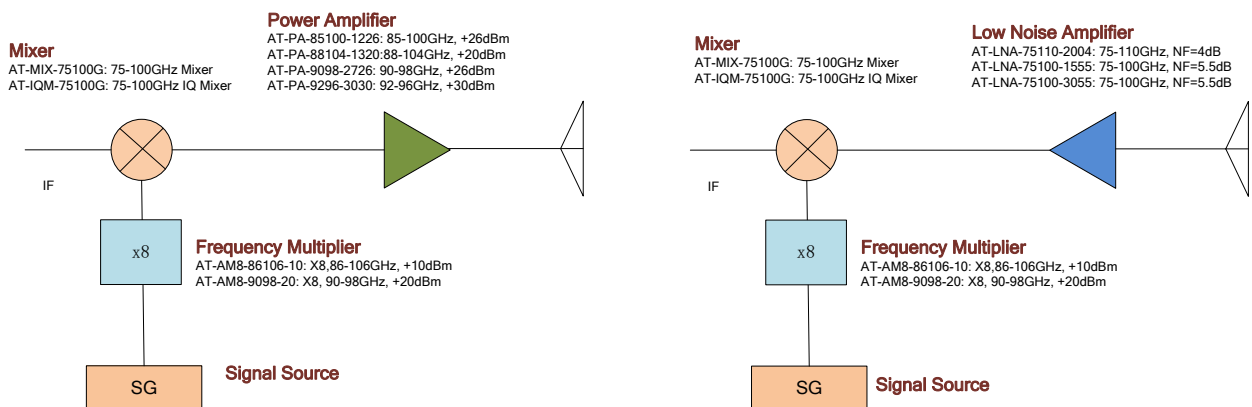 Power Amplifier
AT-PA-85100-1226: 85-100GHz, +26dBm
AT-PA-88104-1320:88-104GHz, +20dBm
AT-PA-9098-2726: 90-98GHz, +26dBm
AT-PA-9296-3030: 92-96GHz, +30dBm
Mixer
AT-MIX-75100G: 75-100GHz Mixer
AT-IQM-75100G: 75-100GHz IQ Mixer
IF
x8
Frequency Multiplier
AT-AM8-86106-10: X8,86-106GHz, +10dBm
AT-AM8-9098-20: X8, 90-98GHz, +20dBm
Signal Source
SG
Mixer
AT-MIX-75100G: 75-100GHz Mixer
AT-IQM-75100G: 75-100GHz IQ Mixer
Low Noise Amplifier
AT-LNA-75110-2004: 75-110GHz, NF=4dB
AT-LNA-75100-1555: 75-100GHz, NF=5.5dB
AT-LNA-75100-3055: 75-100GHz, NF=5.5dB
IF
x8
Frequency Multiplier
AT-AM8-86106-10: X8,86-106GHz, +10dBm
AT-AM8-9098-20: X8, 90-98GHz, +20dBm
SG
Signal Source